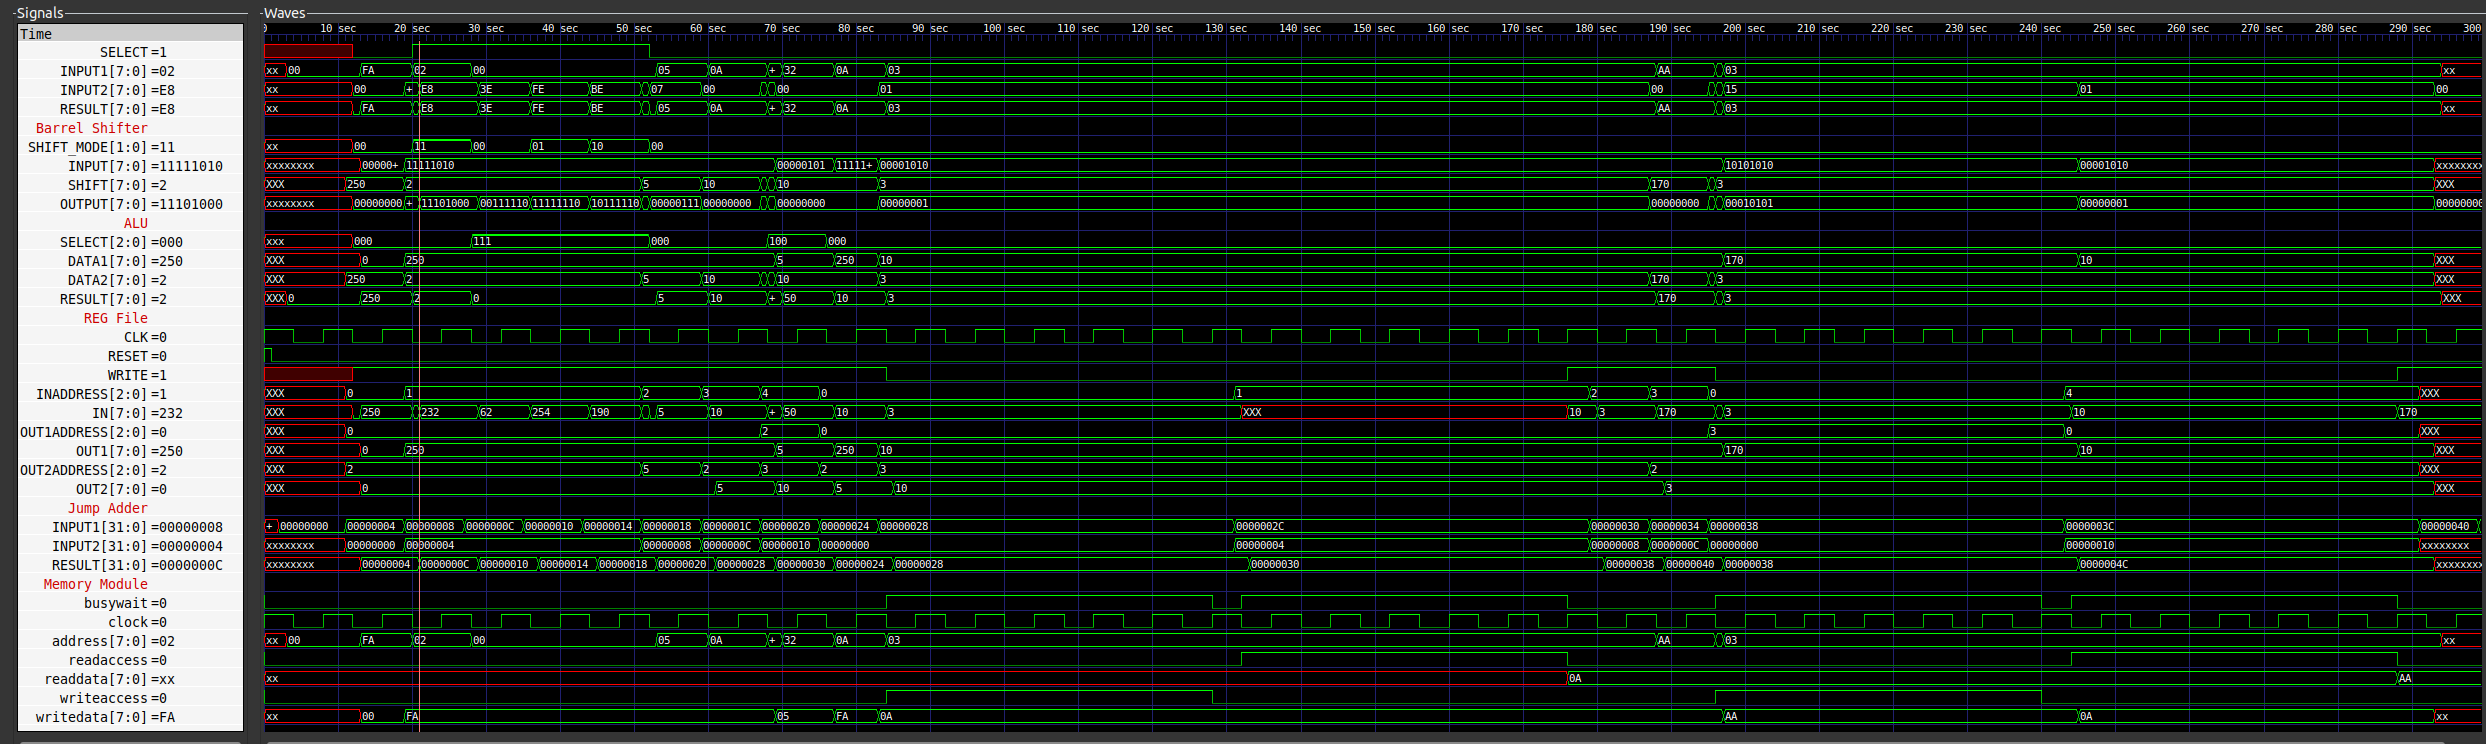 Signals Waves
Time 0 10 sec 20 sec 30 sec 40 sec 50 sec 60 sec 70 sec 80 sec 90 sec 100 sec 110 sec 120 sec 130 sec 140 sec 150 sec 160 sec 170 sec 180 sec 190 sec 200 sec 210 sec 220 sec 230 sec 240 sec 250 sec 260 sec 270 sec 280 sec 290 sec 300
SELECT=1
INPUT1[7:0]=02 xx 00 FA 02 00 05 0A + 32 0A 03 AA 03 xx
INPUT2[7:0]=E8 xx 00 + E8 3E FE BE 07 00 00 01 00 15 01 00
RESULT[7:0]=E8 xx FA E8 3E FE BE 05 0A + 32 0A 03 AA 03 xx
Barrel Shifter
SHIFT_MODE[1:0]=11 xx 00 11 00 01 10 00
INPUT[7:0]=11111010 xxxxxxxx 00000+ 11111010 00000101 11111+ 00001010 10101010 00001010 xxxxxxxx
SHIFT[7:0]=2 XXX 250 2 5 10 10 3 170 3 XXX
OUTPUT[7:0]=11101000 xxxxxxxx 00000000 + 11101000 00111110 11111110 10111110 00000111 00000000 00000000 00000001 00000000 00010101 00000001 00000000
ALU
SELECT[2:0]=000 xxx 000 111 000 100 000
DATA1[7:0]=250 XXX 0 250 5 250 10 170 10 XXX
DATA2[7:0]=2 XXX 250 2 5 10 10 3 170 3 XXX
RESULT[7:0]=2 XXX 0 250 2 0 5 10 + 50 10 3 170 3 XXX
REG File
CLK=0
RESET=0
WRITE=1
INADDRESS[2:0]=1 XXX 0 1 2 3 4 0 1 2 3 0 4 XXX
IN[7:0]=232 XXX 250 232 62 254 190 5 10 + 50 10 3 XXX 10 3 170 3 10 170
OUT1ADDRESS[2:0]=0 XXX 0 2 0 3 0 XXX
OUT1[7:0]=250 XXX 0 250 5 250 10 170 10 XXX
OUT2ADDRESS[2:0]=2 XXX 2 5 2 3 2 3 2 XXX
OUT2[7:0]=0 XXX 0 5 10 5 10 3 XXX
Jump Adder
INPUT1[31:0]=00000008 + 00000000 00000004 00000008 0000000C 00000010 00000014 00000018 0000001C 00000020 00000024 00000028 0000002C 00000030 00000034 00000038 0000003C 00000040
INPUT2[31:0]=00000004 xxxxxxxx 00000000 00000004 00000008 0000000C 00000010 00000000 00000004 00000008 0000000C 00000000 00000010 xxxxxxxx
RESULT[31:0]=0000000C xxxxxxxx 00000004 0000000C 00000010 00000014 00000018 00000020 00000028 00000030 00000024 00000028 00000030 00000038 00000040 00000038 0000004C xxxxxxxx
Memory Module
busywait=0
clock=0
address[7:0]=02 xx 00 FA 02 00 05 0A + 32 0A 03 AA 03 xx
readaccess=0
readdata[7:0]=xx xx 0A AA
writeaccess=0
writedata[7:0]=FA xx 00 FA 05 FA 0A AA 0A xx